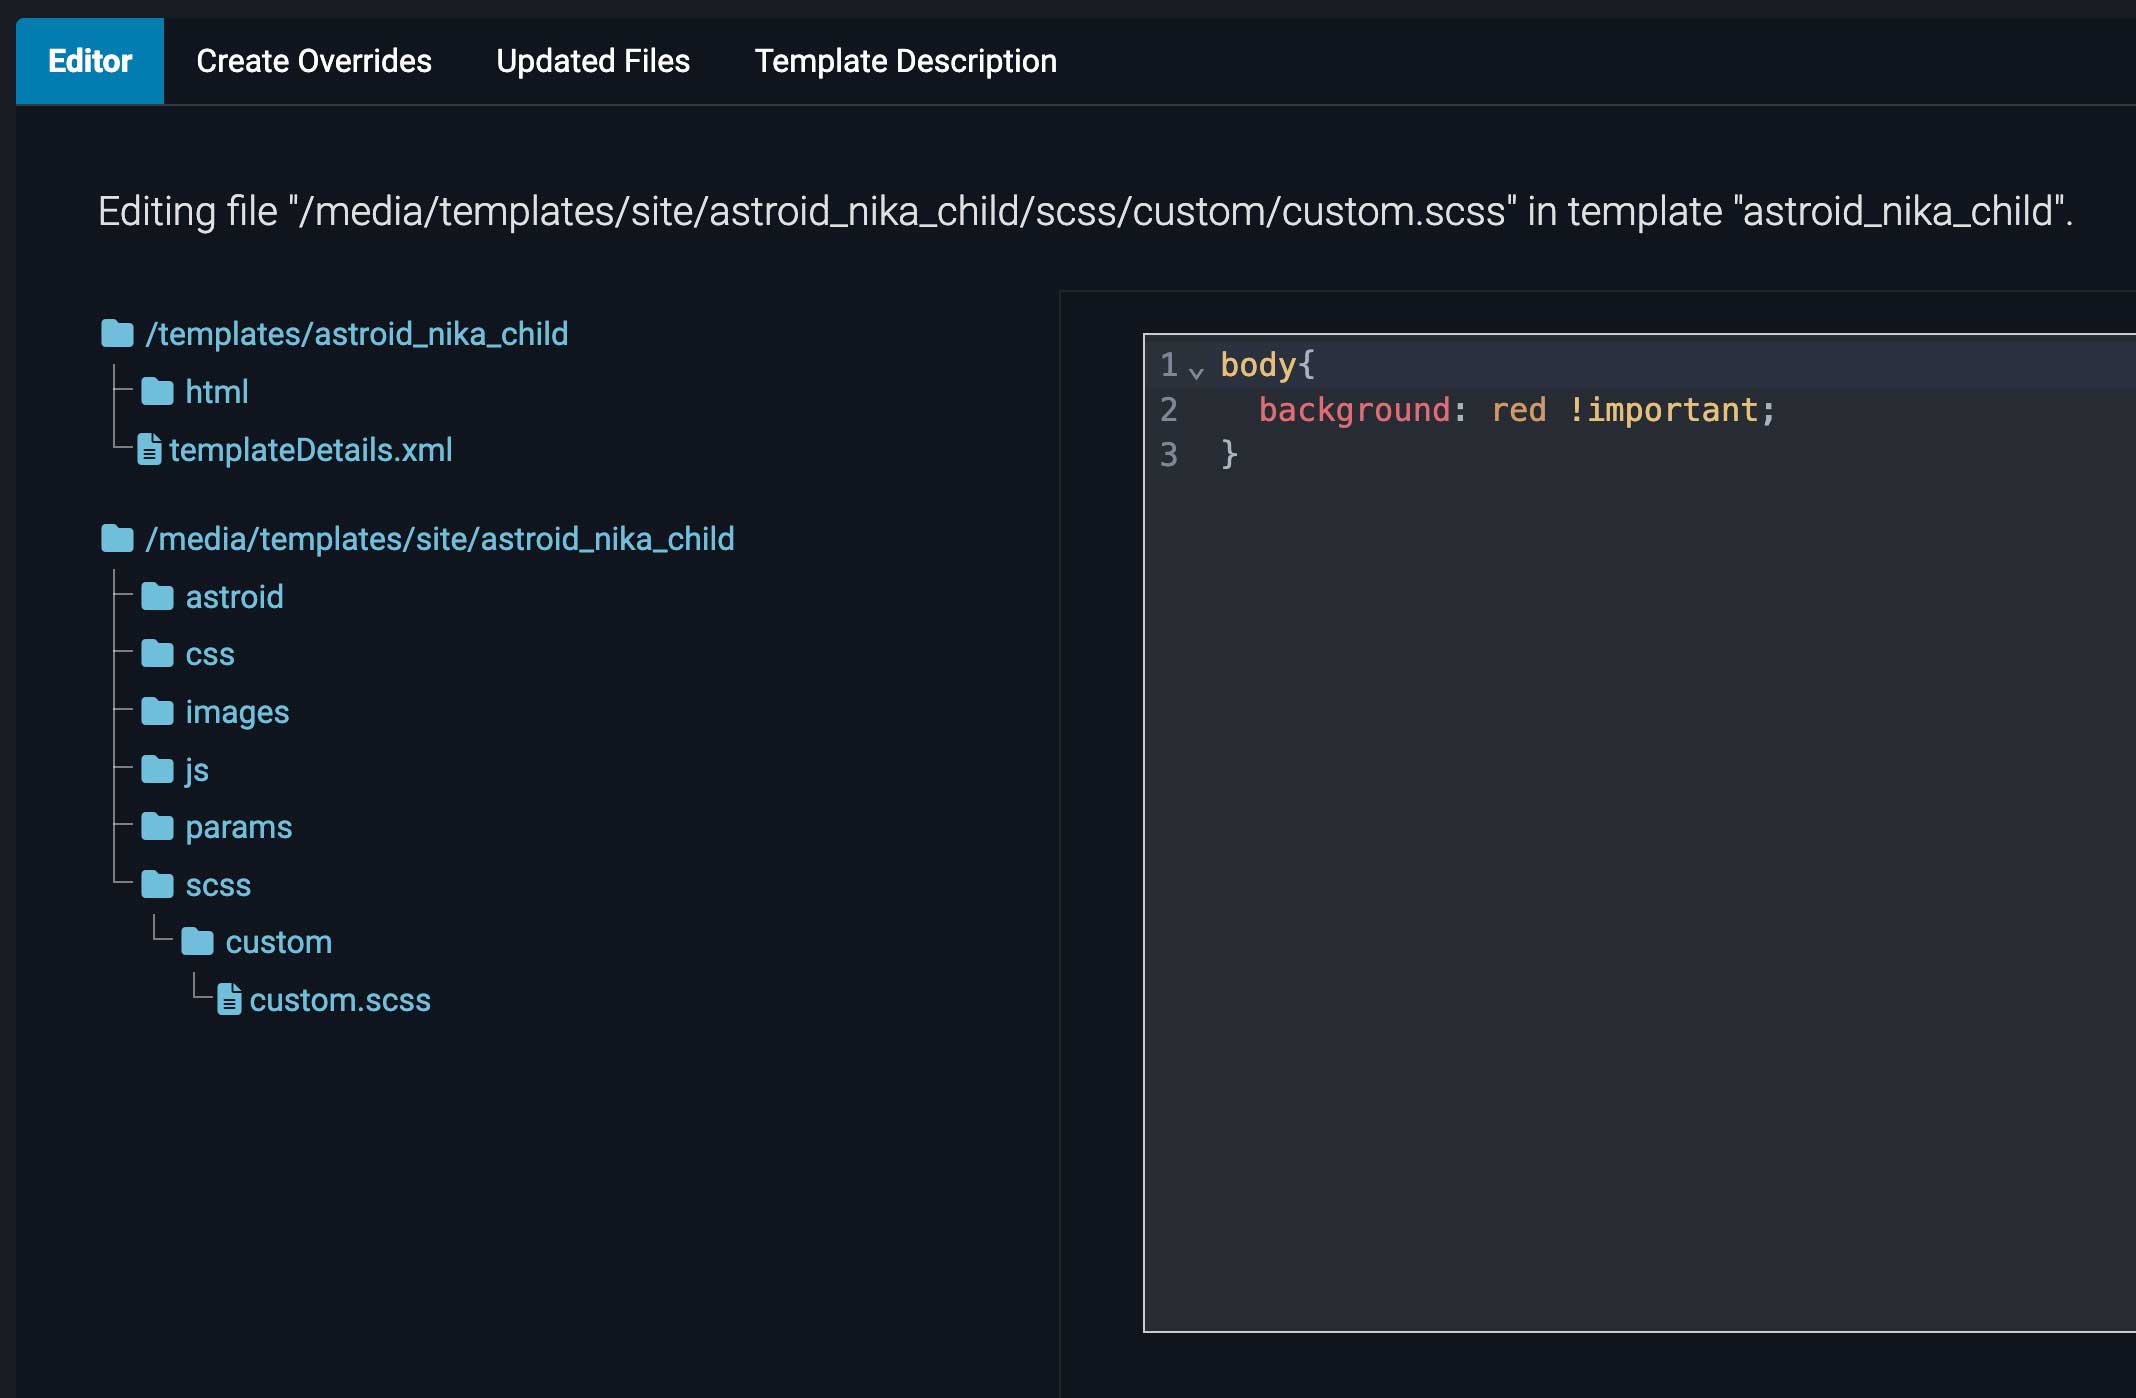 Editor Create Overrides Updated Files Template Description
Editing file "/media/templates/site/astroid_nika_child/scss/custom/custom.scss" in template "astroid_nika_child".
/templates/astroid_nika_child
html
templateDetails.xml
/media/templates/site/astroid_nika_child
astroid
css
images
js
params
scss
custom
custom.scss
1 body{
2 background: red !important;
3 }